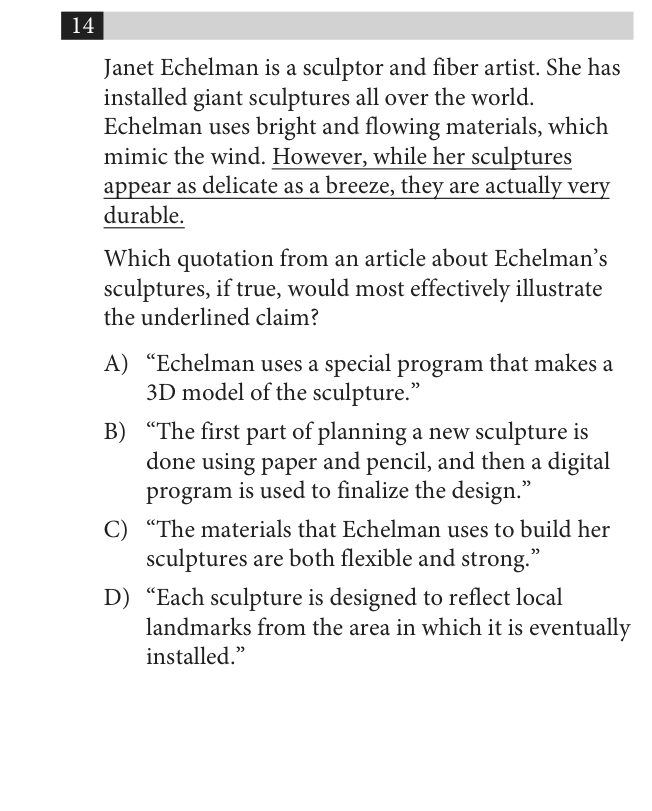 14
Janet Echelman is a sculptor and fiber artist. She has
installed giant sculptures all over the world.
Echelman uses bright and flowing materials, which
mimic the wind. However, while her sculptures
appear as delicate as a breeze, they are actually very
durable.
Which quotation from an article about Echelman’s
sculptures, if true, would most effectively illustrate
the underlined claim?
A) “Echelman uses a special program that makes a
3D model of the sculpture.”
B) “The first part of planning a new sculpture is
done using paper and pencil, and then a digital
program is used to finalize the design.”
C) “The materials that Echelman uses to build her
sculptures are both flexible and strong.”
D) “Each sculpture is designed to reflect local
landmarks from the area in which it is eventually
installed.”